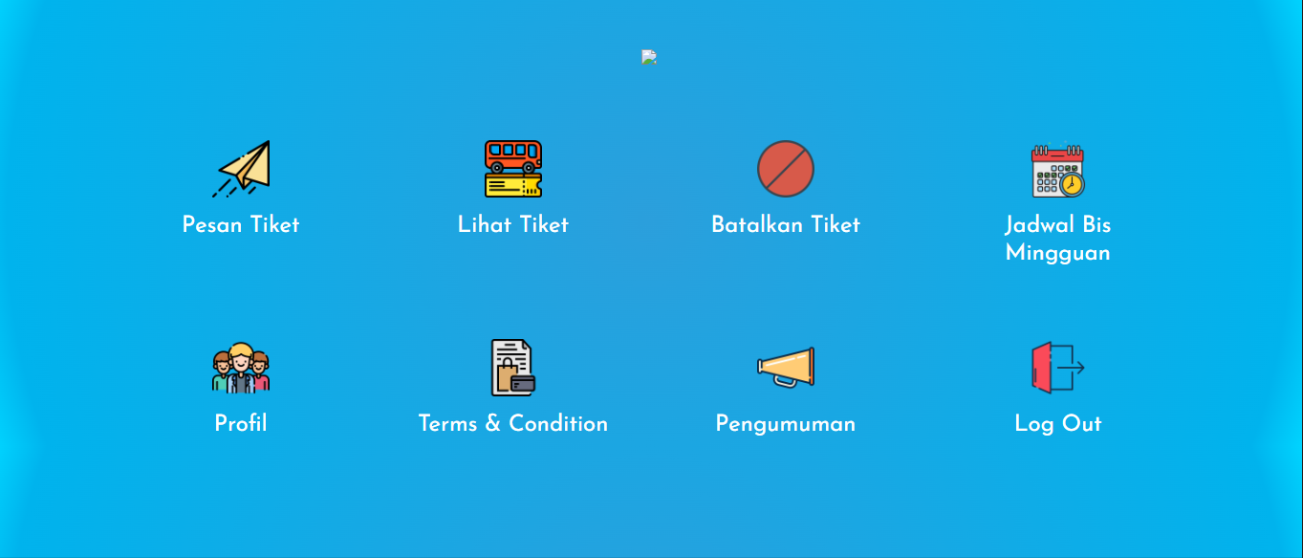 Pesan Tiket
Lihat Tiket
Batalkan Tiket
Jadwal Bis
Mingguan
Profil
Terms & Condition
Pengumuman
Log Out